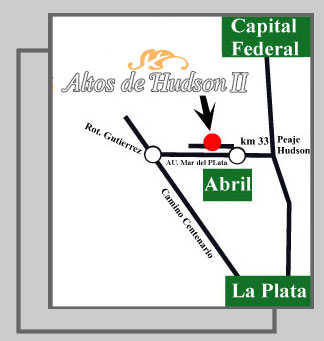 Capital
Federal
Altos de Hudson II
Rot. Gutierrez
km 33
Peaje
Hudson
AU. Mar del PLata
Abril
Camino Centenario
La Plata